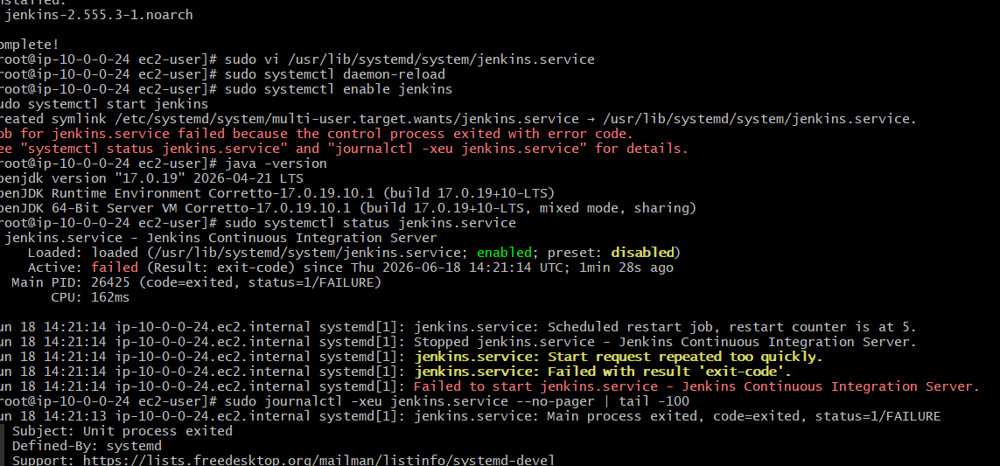 nstalled:
jenkins-2.555.3-1.noarch
omplete!
root@ip-10-0-0-24 ec2-user]# sudo vi /usr/lib/systemd/system/jenkins.service
root@ip-10-0-0-24 ec2-user]# sudo systemctl daemon-reload
root@ip-10-0-0-24 ec2-user]# sudo systemctl enable jenkins
udo systemctl start jenkins
reated symlink /etc/systemd/system/multi-user.target.wants/jenkins.service → /usr/lib/systemd/system/jenkins.service.
ob for jenkins.service failed because the control process exited with error code.
ee "systemctl status jenkins.service" and "journalctl -xeu jenkins.service" for details.
root@ip-10-0-0-24 ec2-user]# java -version
penjdk version "17.0.19" 2026-04-21 LTS
penJDK Runtime Environment Corretto-17.0.19.10.1 (build 17.0.19+10-LTS)
penJDK 64-Bit Server VM Corretto-17.0.19.10.1 (build 17.0.19+10-LTS, mixed mode, sharing)
root@ip-10-0-0-24 ec2-user]# sudo systemctl status jenkins.service
jenkins.service - Jenkins Continuous Integration Server
Loaded: loaded (/usr/lib/systemd/system/jenkins.service; enabled; preset: disabled)
Active: failed (Result: exit-code) since Thu 2026-06-18 14:21:14 UTC; 1min 28s ago
Main PID: 26425 (code=exited, status=1/FAILURE)
CPU: 162ms
un 18 14:21:14 ip-10-0-0-24.ec2.internal systemd[1]: jenkins.service: Scheduled restart job, restart counter is at 5.
un 18 14:21:14 ip-10-0-0-24.ec2.internal systemd[1]: Stopped jenkins.service - Jenkins Continuous Integration Server.
un 18 14:21:14 ip-10-0-0-24.ec2.internal systemd[1]: jenkins.service: Start request repeated too quickly.
un 18 14:21:14 ip-10-0-0-24.ec2.internal systemd[1]: jenkins.service: Failed with result 'exit-code'.
un 18 14:21:14 ip-10-0-0-24.ec2.internal systemd[1]: Failed to start jenkins.service - Jenkins Continuous Integration Server.
root@ip-10-0-0-24 ec2-user]# sudo journalctl -xeu jenkins.service --no-pager | tail -100
un 18 14:21:13 ip-10-0-0-24.ec2.internal systemd[1]: jenkins.service: Main process exited, code=exited, status=1/FAILURE
Subject: Unit process exited
Defined-By: systemd
Support: https://lists.freedesktop.org/mailman/listinfo/systemd-devel